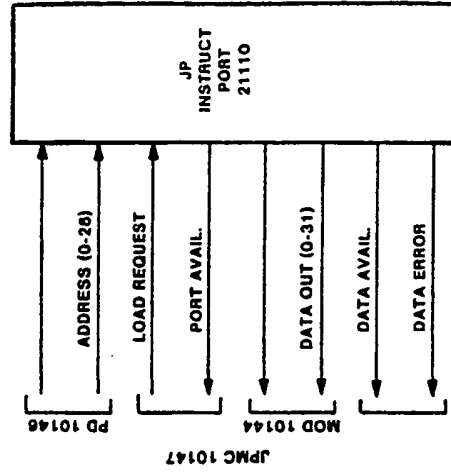 JP
INSTRUCT
PORT
21110
ADDRESS (0-28)
LOAD REQUEST
PORT AVAIL.
DATA OUT (0-31)
DATA AVAIL.
DATA ERROR
PD 10146
MOD 10144
JPMC 10147